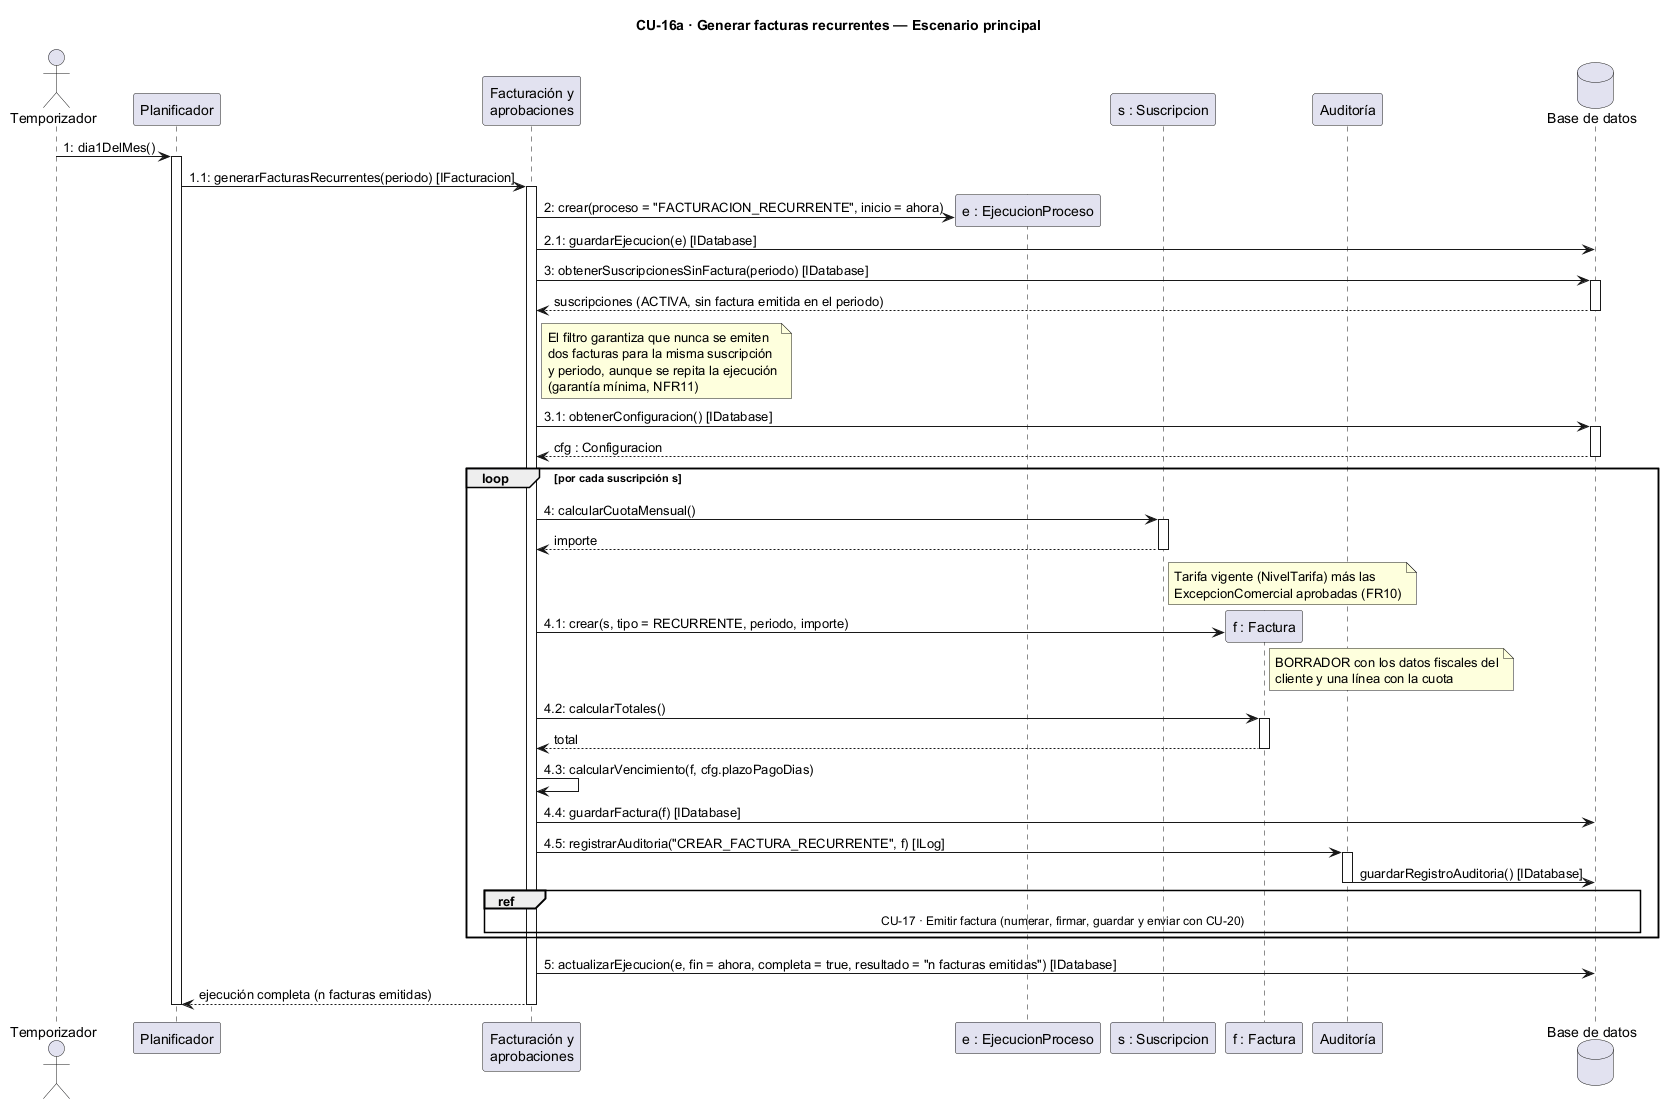 CU-16a · Generar facturas recurrentes — Escenario principal
Temporizador
Planificador
Facturación y
aprobaciones
s : Suscripcion
Auditoría
Base de datos
1: dia1DelMes()
1.1: generarFacturasRecurrentes(periodo) [IFacturacion]
2: crear(proceso = "FACTURACION_RECURRENTE", inicio = ahora)
e : EjecucionProceso
2.1: guardarEjecucion(e) [IDatabase]
3: obtenerSuscripcionesSinFactura(periodo) [IDatabase]
suscripciones (ACTIVA, sin factura emitida en el periodo)
El filtro garantiza que nunca se emiten
dos facturas para la misma suscripción
y periodo, aunque se repita la ejecución
(garantía mínima, NFR11)
3.1: obtenerConfiguracion() [IDatabase]
cfg : Configuracion
loop
[por cada suscripción s]
4: calcularCuotaMensual()
importe
Tarifa vigente (NivelTarifa) más las
ExcepcionComercial aprobadas (FR10)
4.1: crear(s, tipo = RECURRENTE, periodo, importe)
f : Factura
BORRADOR con los datos fiscales del
cliente y una línea con la cuota
4.2: calcularTotales()
total
4.3: calcularVencimiento(f, cfg.plazoPagoDias)
4.4: guardarFactura(f) [IDatabase]
4.5: registrarAuditoria("CREAR_FACTURA_RECURRENTE", f) [ILog]
guardarRegistroAuditoria() [IDatabase]
ref
CU-17 · Emitir factura (numerar, firmar, guardar y enviar con CU-20)
5: actualizarEjecucion(e, fin = ahora, completa = true, resultado = "n facturas emitidas") [IDatabase]
ejecución completa (n facturas emitidas)
Temporizador
Planificador
Facturación y
aprobaciones
e : EjecucionProceso
s : Suscripcion
f : Factura
Auditoría
Base de datos